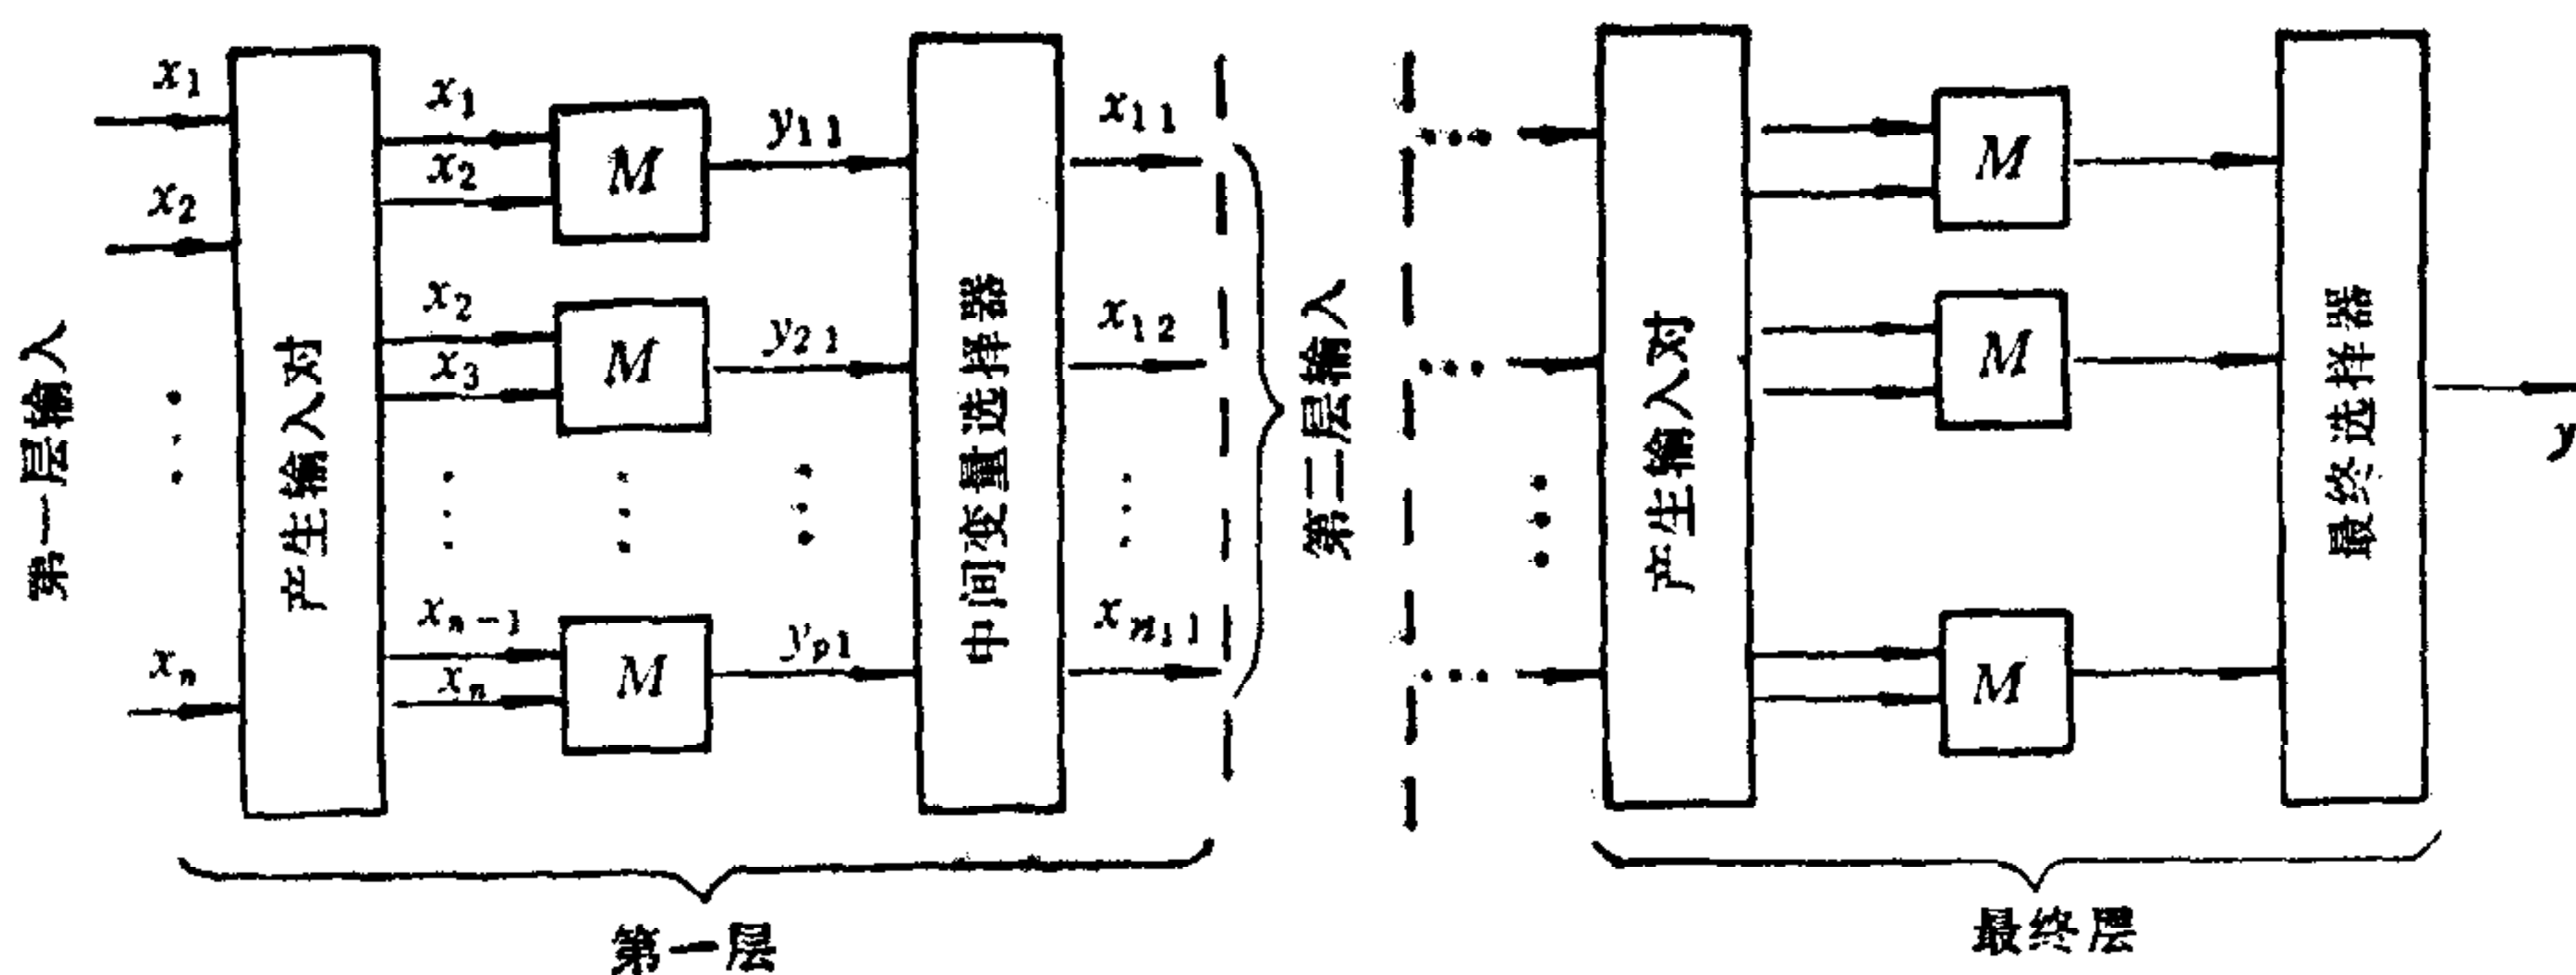 第一层输入
x₁
x₂
xₙ
产生输入对
x₁
x₂
x₂
x₃
xₙ₋₁
xₙ
M
M
M
y₁₁
y₂₁
yₚ₁
中间变量选择器
x₁₁
x₁₂
xₙ₁₁
第二层输入
第一层
产生输入对
M
M
M
最终选择器
y
最终层